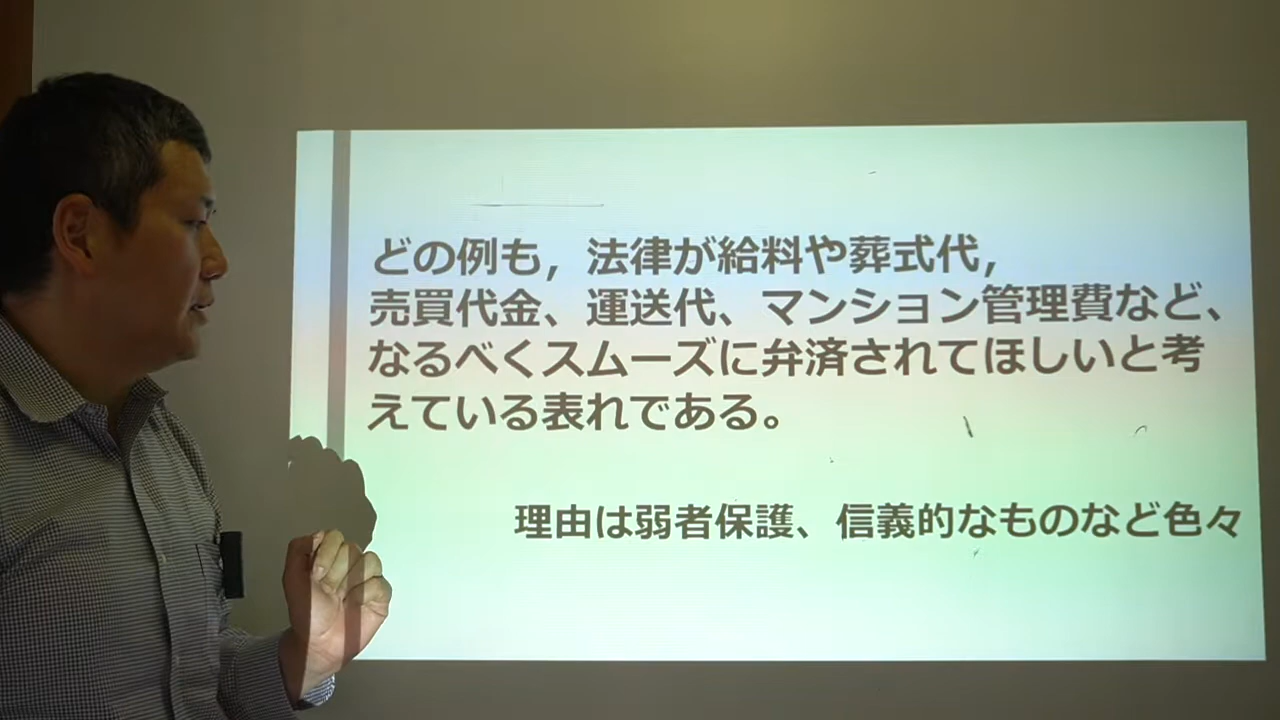 どの例も，法律が給料や葬式代，
売買代金、運送代、マンション管理費など、
なるべくスムーズに弁済されてほしいと考
えている表れである。
理由は弱者保護、信義的なものなど色々